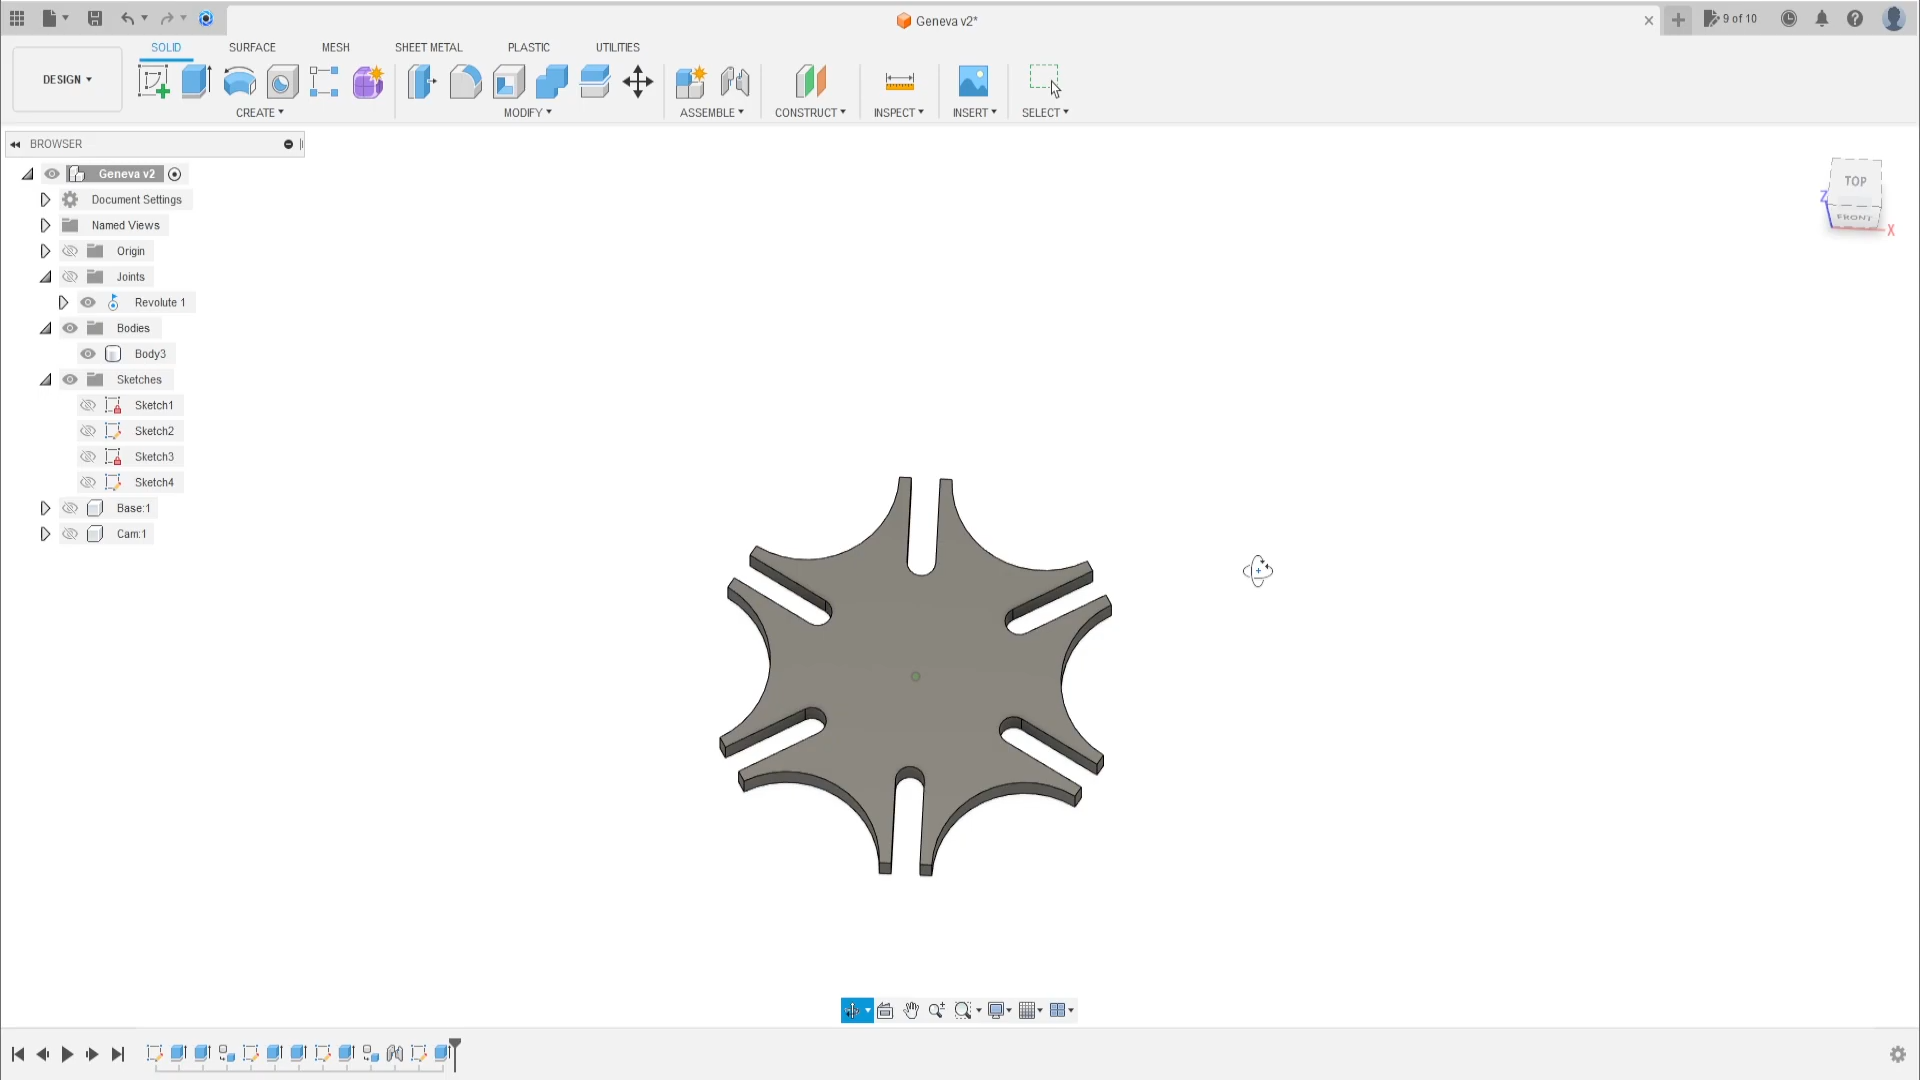 Geneva v2*
9 of 10
SOLID SURFACE MESH SHEET METAL PLASTIC UTILITIES
DESIGN
CREATE MODIFY ASSEMBLE CONSTRUCT INSPECT INSERT SELECT
BROWSER
Geneva v2
Document Settings
Named Views
Origin
Joints
Revolute 1
Bodies
Body3
Sketches
Sketch1
Sketch2
Sketch3
Sketch4
Base:1
Cam:1
TOP
Z
FRONT
X